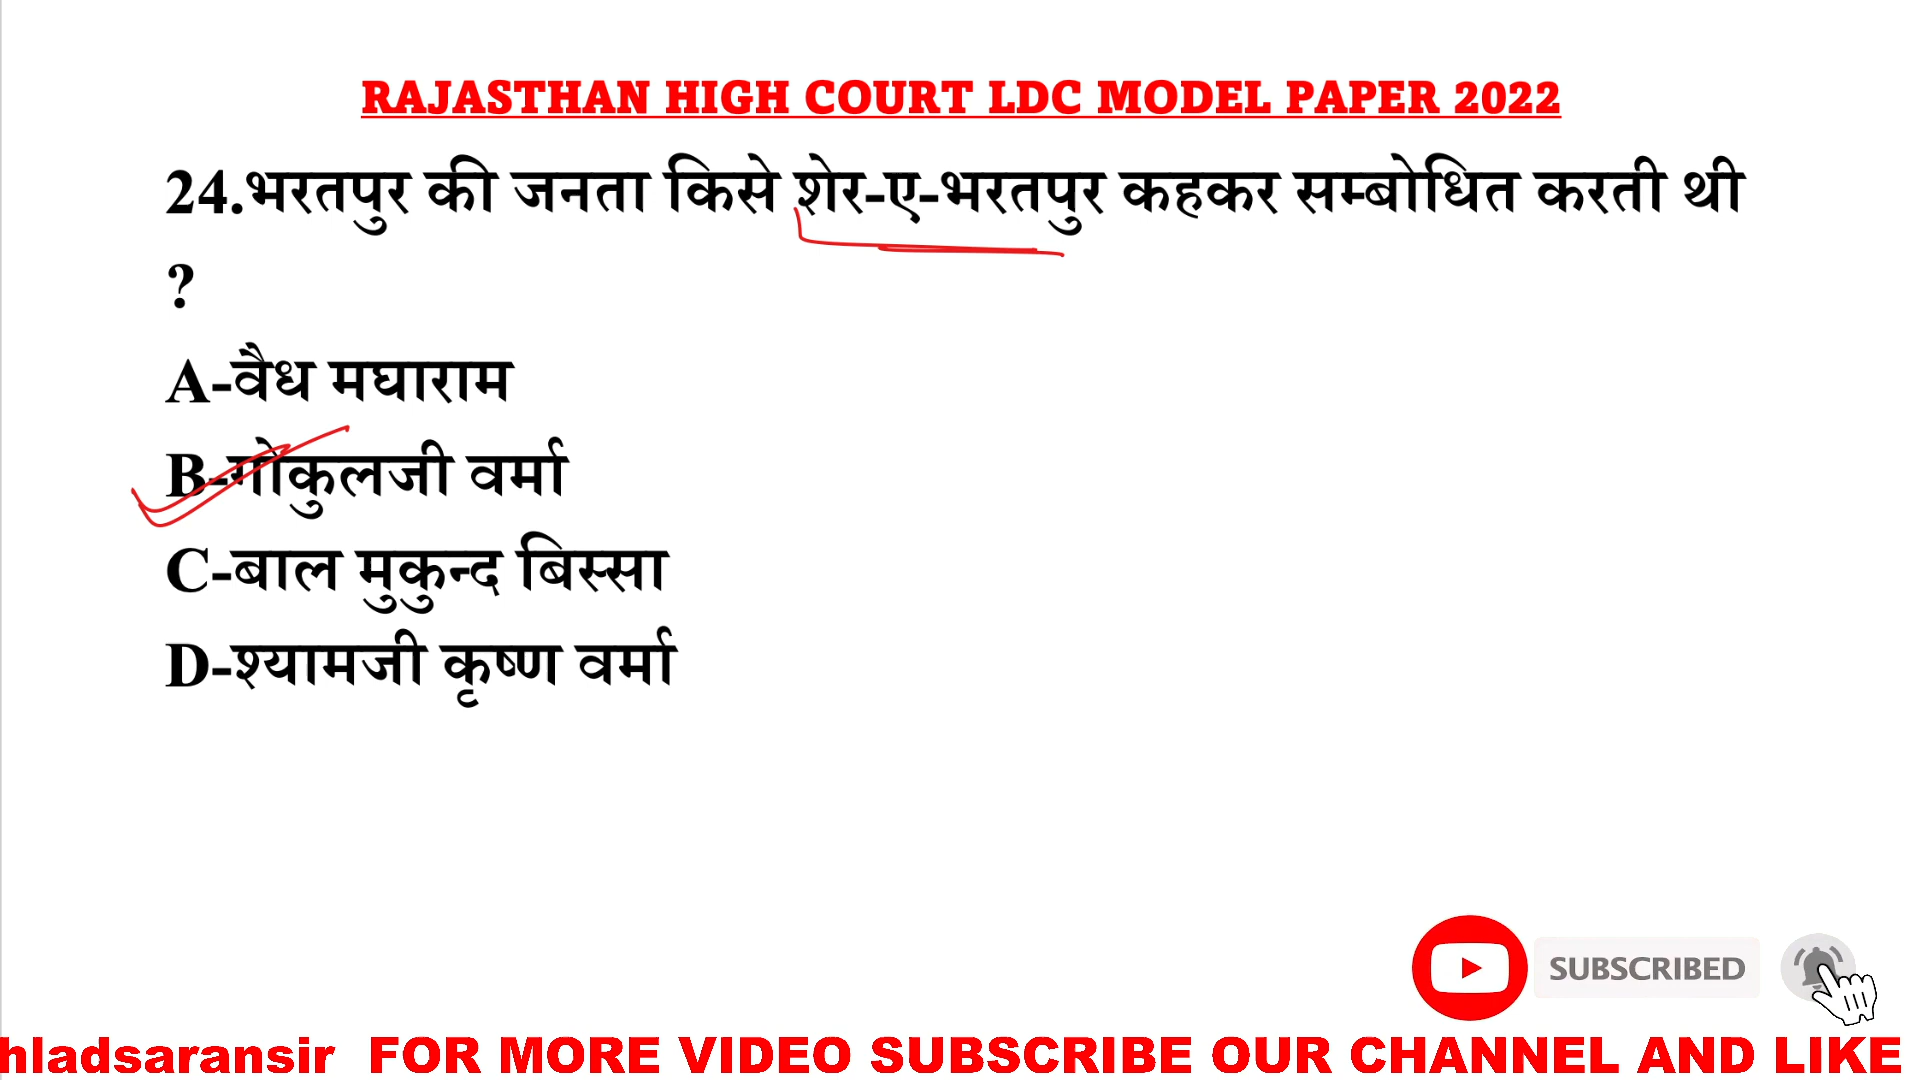 RAJASTHAN HIGH COURT LDC MODEL PAPER 2022
24.भरतपुर की जनता किसे शेर-ए-भरतपुर कहकर सम्बोधित करती थी
?
A-वैध मघाराम
B-गोकुलजी वर्मा
C-बाल मुकुन्द बिस्सा
D-श्यामजी कृष्ण वर्मा
SUBSCRIBED
hladsaransir FOR MORE VIDEO SUBSCRIBE OUR CHANNEL AND LIKE